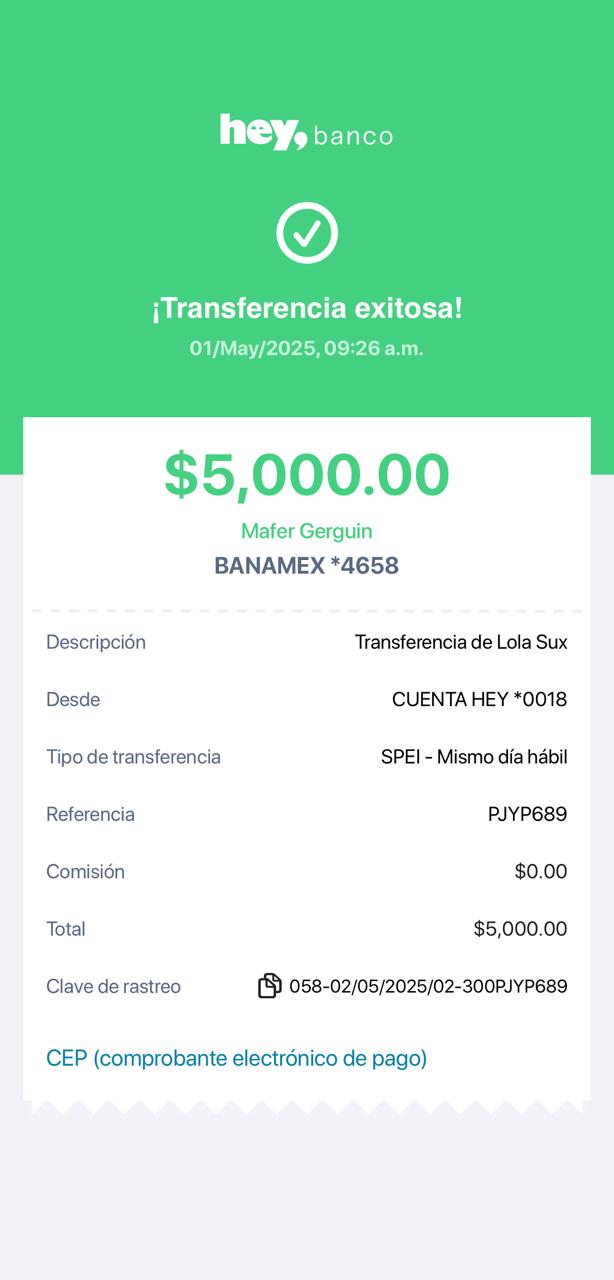 hey, banco
¡Transferencia exitosa!
01/May/2025, 09:26 a.m.
$5,000.00
Mafer Gerguin
BANAMEX *4658
Descripción Transferencia de Lola Sux
Desde CUENTA HEY *0018
Tipo de transferencia SPEI - Mismo día hábil
Referencia PJYP689
Comisión $0.00
Total $5,000.00
Clave de rastreo 058-02/05/2025/02-300PJYP689
CEP (comprobante electrónico de pago)